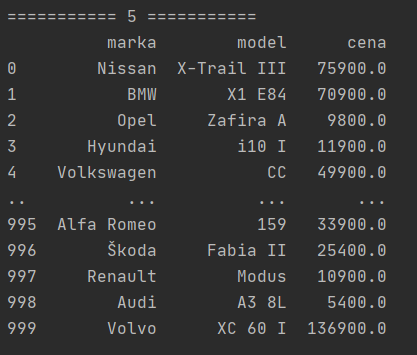 =========== 5 ===========
marka model cena
0 Nissan X-Trail III 75900.0
1 BMW X1 E84 70900.0
2 Opel Zafira A 9800.0
3 Hyundai i10 I 11900.0
4 Volkswagen CC 49900.0
.. ... ... ...
995 Alfa Romeo 159 33900.0
996 Škoda Fabia II 25400.0
997 Renault Modus 10900.0
998 Audi A3 8L 5400.0
999 Volvo XC 60 I 136900.0